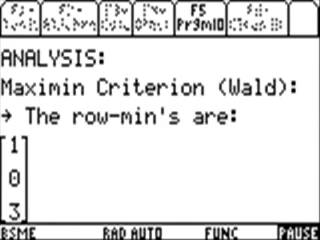 F5
Pr9mIO
ANALYSIS:
Maximin Criterion (Wald):
→ The row-min's are:
1
0
3
BSME RAD AUTO FUNC PAUSE